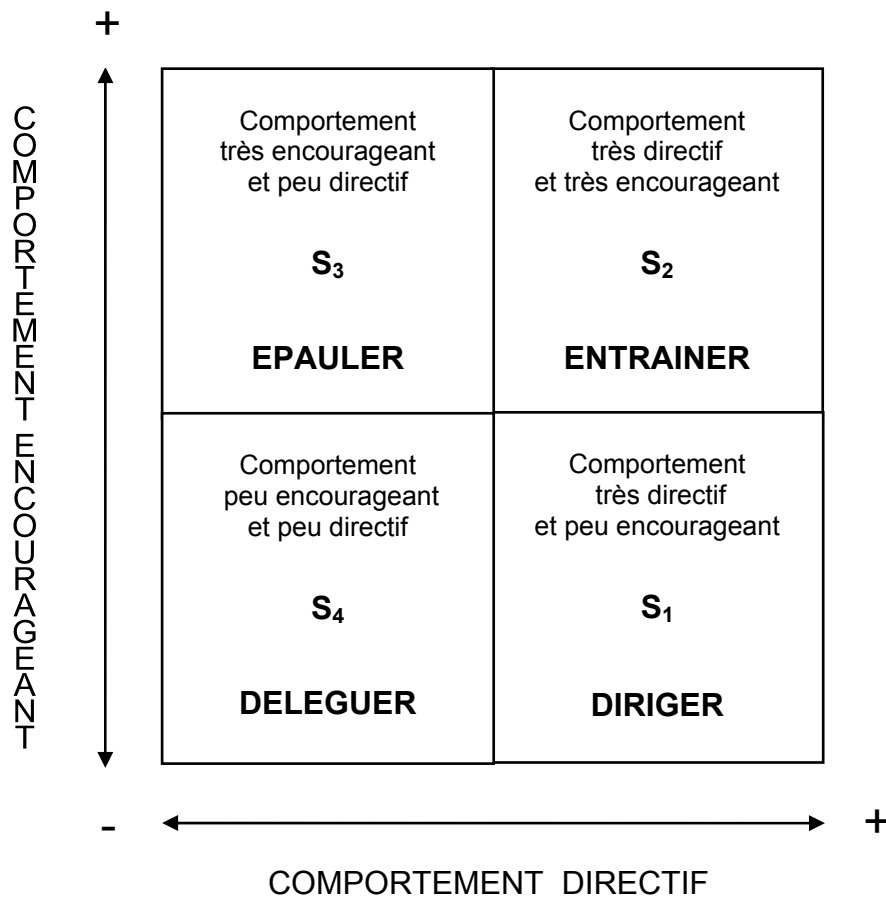 +
COMPORTEMENT ENCOURAGEANT
Comportement
très encourageant
et peu directif
S₃
EPAULER
Comportement
très directif
et très encourageant
S₂
ENTRAINER
Comportement
peu encourageant
et peu directif
S₄
DELEGUER
Comportement
très directif
et peu encourageant
S₁
DIRIGER
-
+
COMPORTEMENT DIRECTIF